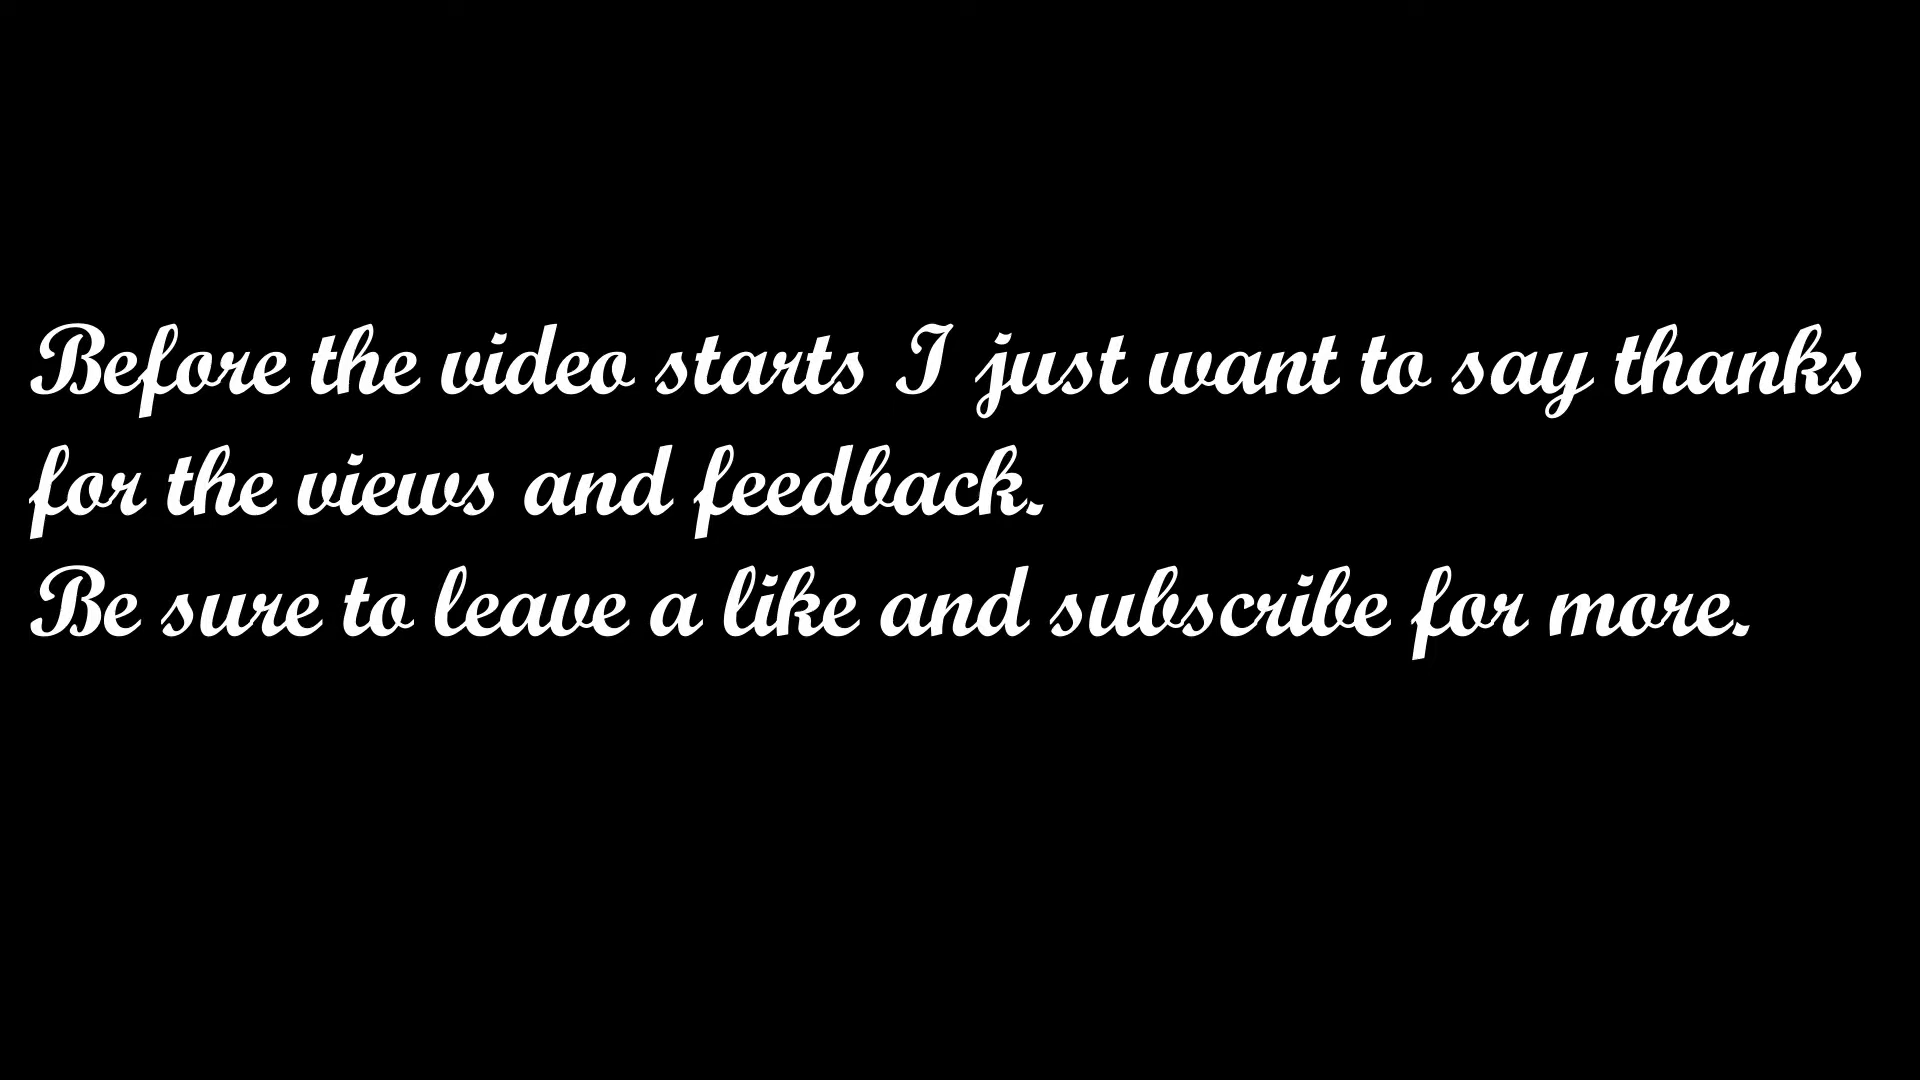 Before the video starts I just want to say thanks
for the views and feedback.
Be sure to leave a like and subscribe for more.